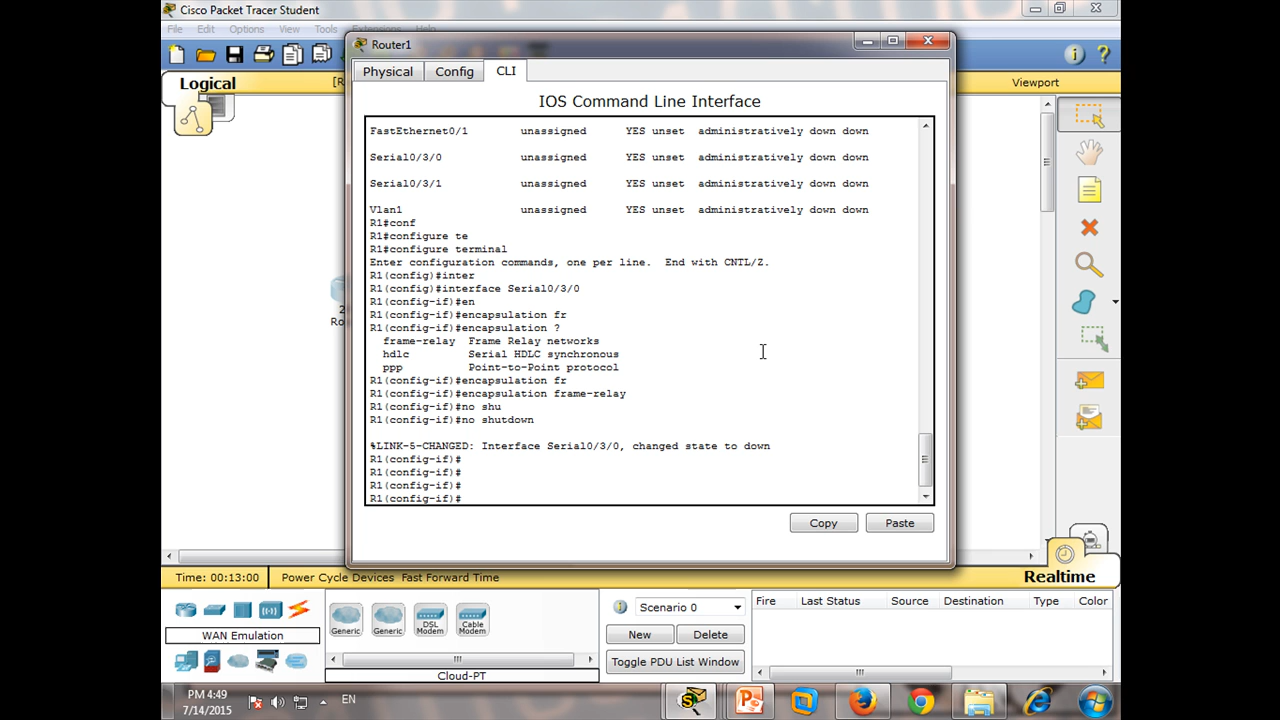 Cisco Packet Tracer Student
File Edit Options View Tools Extensions Help
Router1
Logical
[R
Viewport
Physical Config CLI
IOS Command Line Interface
FastEthernet0/1 unassigned YES unset administratively down down
Serial0/3/0 unassigned YES unset administratively down down
Serial0/3/1 unassigned YES unset administratively down down
Vlan1 unassigned YES unset administratively down down
R1#conf
R1#configure te
R1#configure terminal
Enter configuration commands, one per line. End with CNTL/Z.
R1(config)#inter
R1(config)#interface Serial0/3/0
R1(config-if)#en
R1(config-if)#encapsulation fr
R1(config-if)#encapsulation ?
frame-relay Frame Relay networks
hdlc Serial HDLC synchronous
ppp Point-to-Point protocol
R1(config-if)#encapsulation fr
R1(config-if)#encapsulation frame-relay
R1(config-if)#no shu
R1(config-if)#no shutdown
%LINK-5-CHANGED: Interface Serial0/3/0, changed state to down
R1(config-if)#
R1(config-if)#
R1(config-if)#
R1(config-if)#
2
Ro
Copy Paste
Time: 00:13:00 Power Cycle Devices Fast Forward Time
Realtime
WAN Emulation
Generic Generic DSL Modem Cable Modem
Cloud-PT
Scenario 0
New Delete
Toggle PDU List Window
Fire Last Status Source Destination Type Color
PM 4:49
7/14/2015
EN